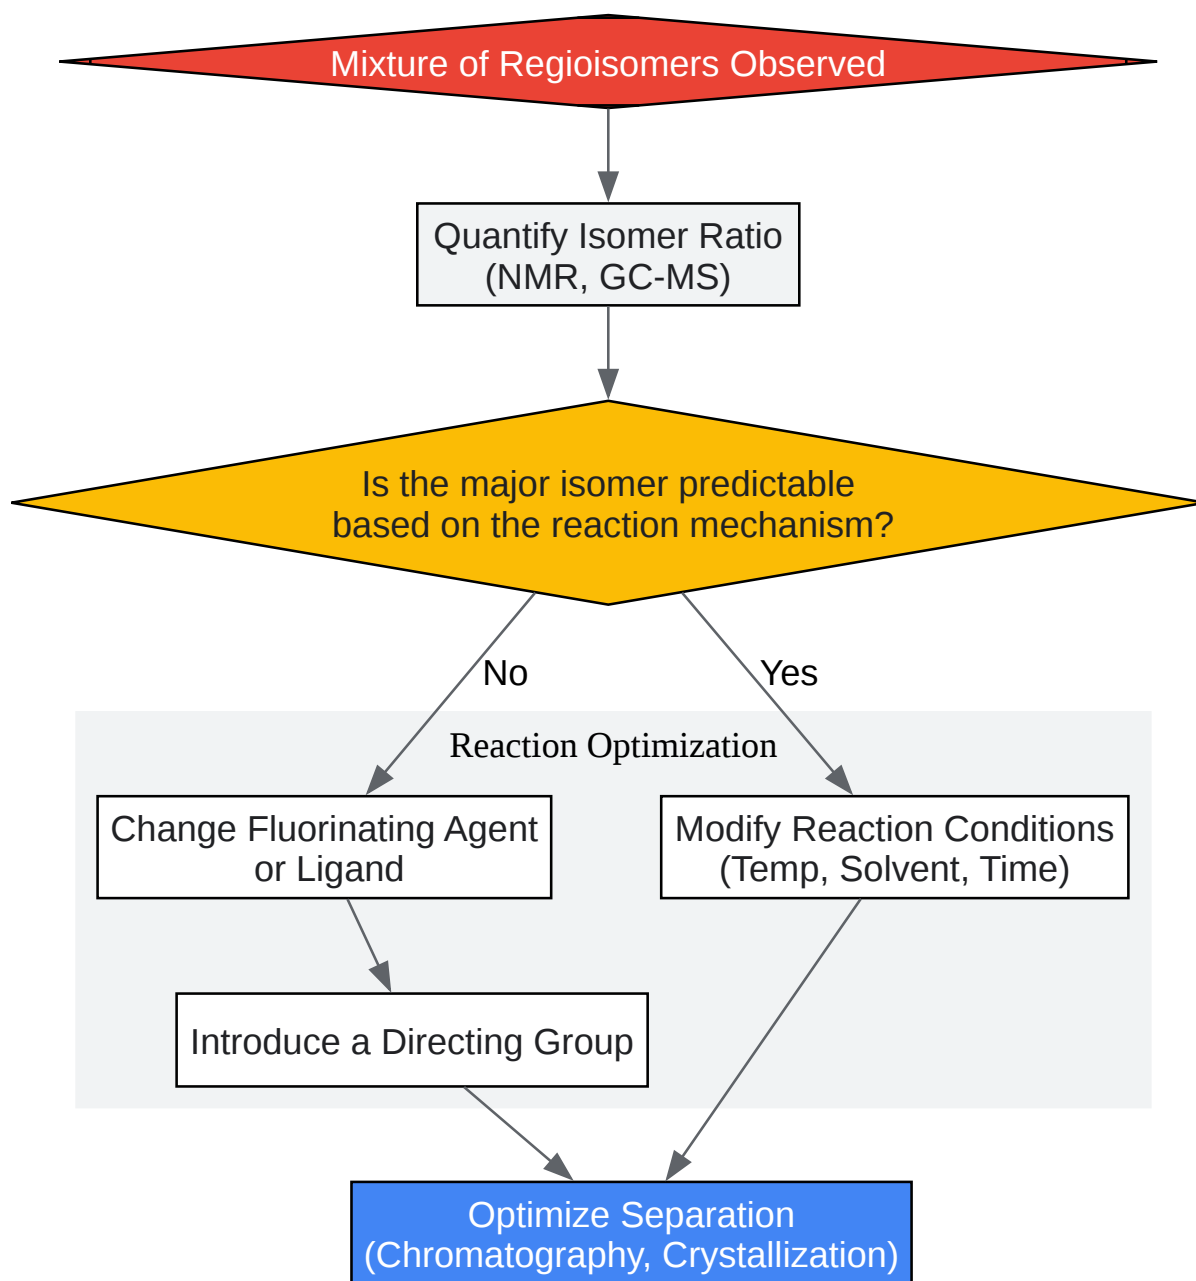 Mixture of Regioisomers Observed
Quantify Isomer Ratio
(NMR, GC-MS)
Is the major isomer predictable
based on the reaction mechanism?
No
Yes
Reaction Optimization
Change Fluorinating Agent
or Ligand
Modify Reaction Conditions
(Temp, Solvent, Time)
Introduce a Directing Group
Optimize Separation
(Chromatography, Crystallization)